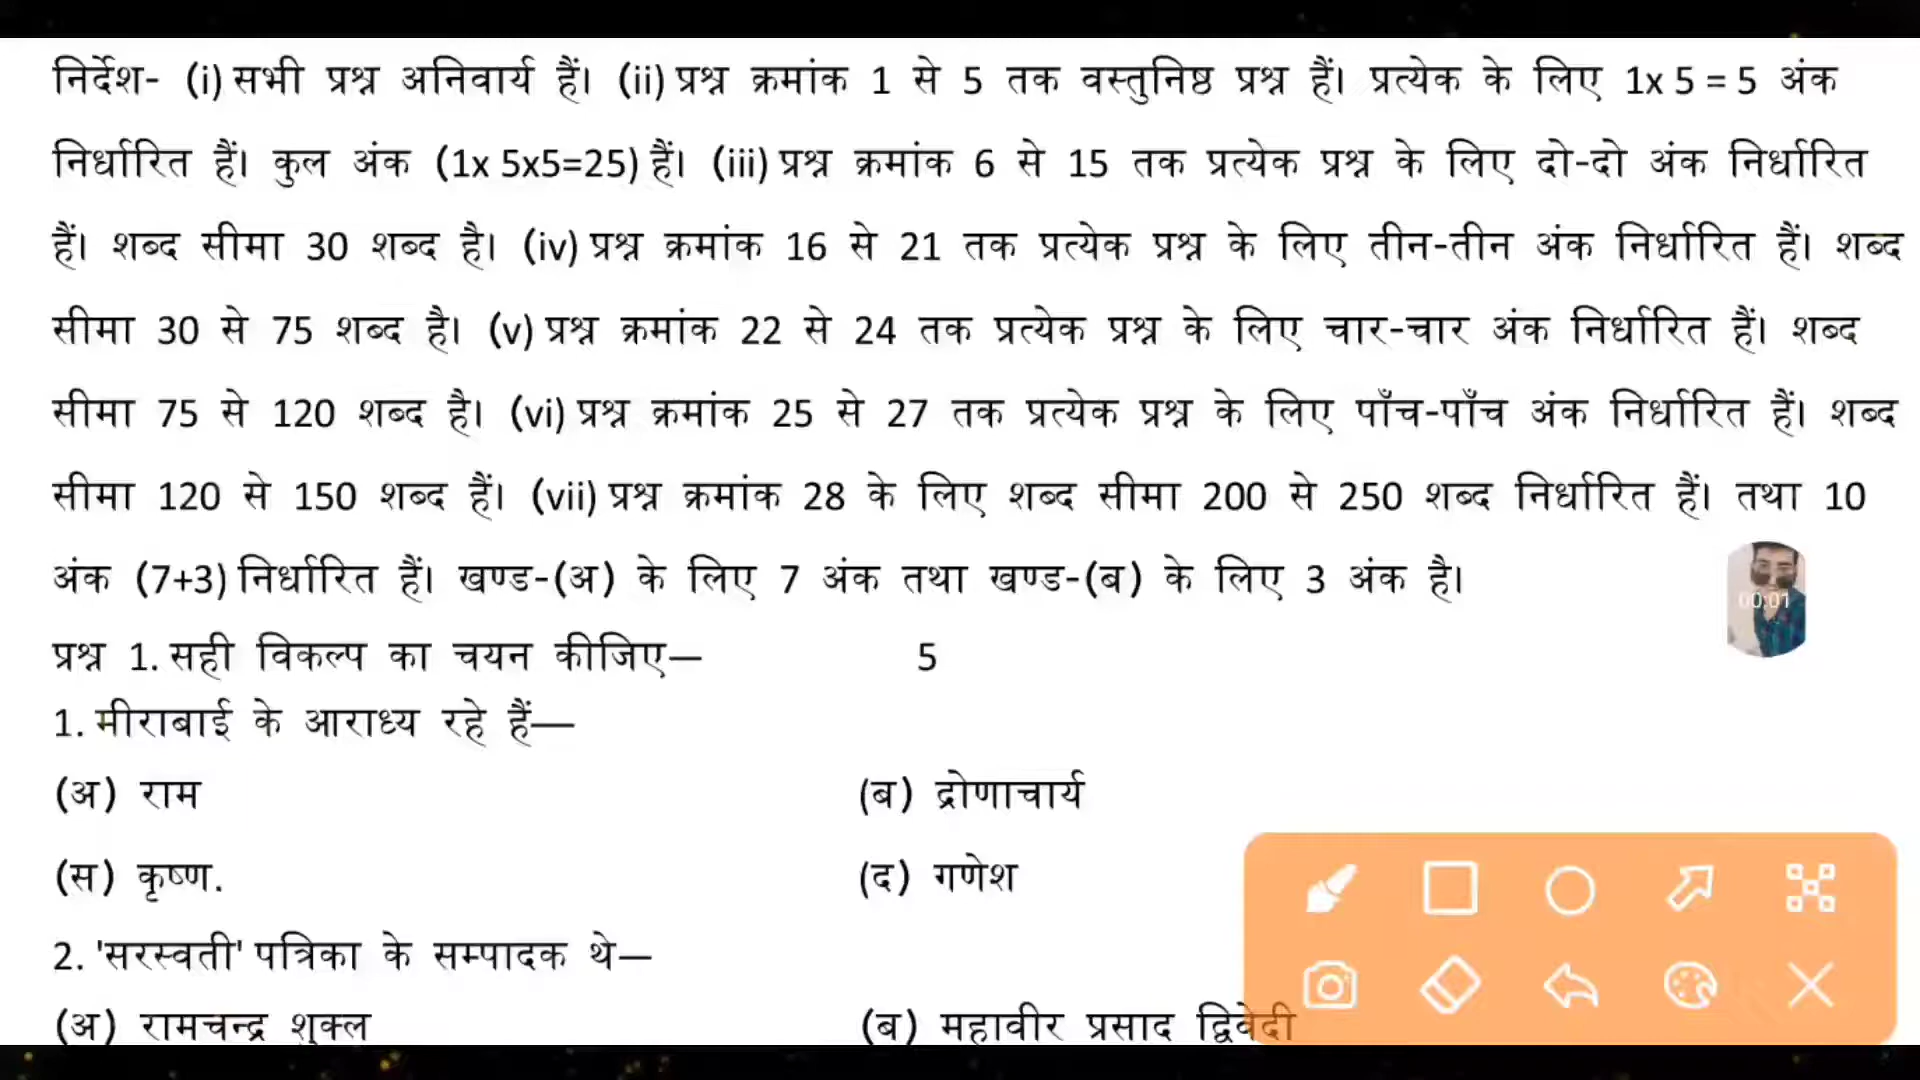 निर्देश- (i) सभी प्रश्न अनिवार्य हैं। (ii) प्रश्न क्रमांक 1 से 5 तक वस्तुनिष्ठ प्रश्न हैं। प्रत्येक के लिए 1x 5 = 5 अंक
निर्धारित हैं। कुल अंक (1x 5x5=25) हैं। (iii) प्रश्न क्रमांक 6 से 15 तक प्रत्येक प्रश्न के लिए दो-दो अंक निर्धारित
हैं। शब्द सीमा 30 शब्द है। (iv) प्रश्न क्रमांक 16 से 21 तक प्रत्येक प्रश्न के लिए तीन-तीन अंक निर्धारित हैं। शब्द
सीमा 30 से 75 शब्द है। (v) प्रश्न क्रमांक 22 से 24 तक प्रत्येक प्रश्न के लिए चार-चार अंक निर्धारित हैं। शब्द
सीमा 75 से 120 शब्द है। (vi) प्रश्न क्रमांक 25 से 27 तक प्रत्येक प्रश्न के लिए पाँच-पाँच अंक निर्धारित हैं। शब्द
सीमा 120 से 150 शब्द हैं। (vii) प्रश्न क्रमांक 28 के लिए शब्द सीमा 200 से 250 शब्द निर्धारित हैं। तथा 10
अंक (7+3) निर्धारित हैं। खण्ड-(अ) के लिए 7 अंक तथा खण्ड-(ब) के लिए 3 अंक है।
00:01
प्रश्न 1. सही विकल्प का चयन कीजिए— 5
1. मीराबाई के आराध्य रहे हैं—
(अ) राम (ब) द्रोणाचार्य
(स) कृष्ण. (द) गणेश
2. 'सरस्वती' पत्रिका के सम्पादक थे—
(अ) रामचन्द्र शुक्ल (ब) महावीर प्रसाद द्विवेदी